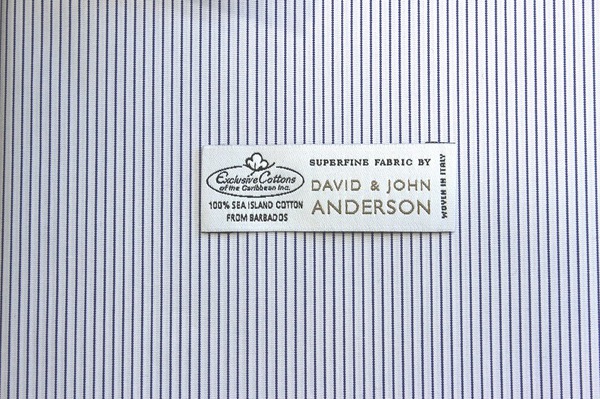 Exclusive Cottons
of the Caribbean Inc.
100% SEA ISLAND COTTON
FROM BARBADOS
SUPERFINE FABRIC BY
DAVID & JOHN
ANDERSON
WOVEN IN ITALY